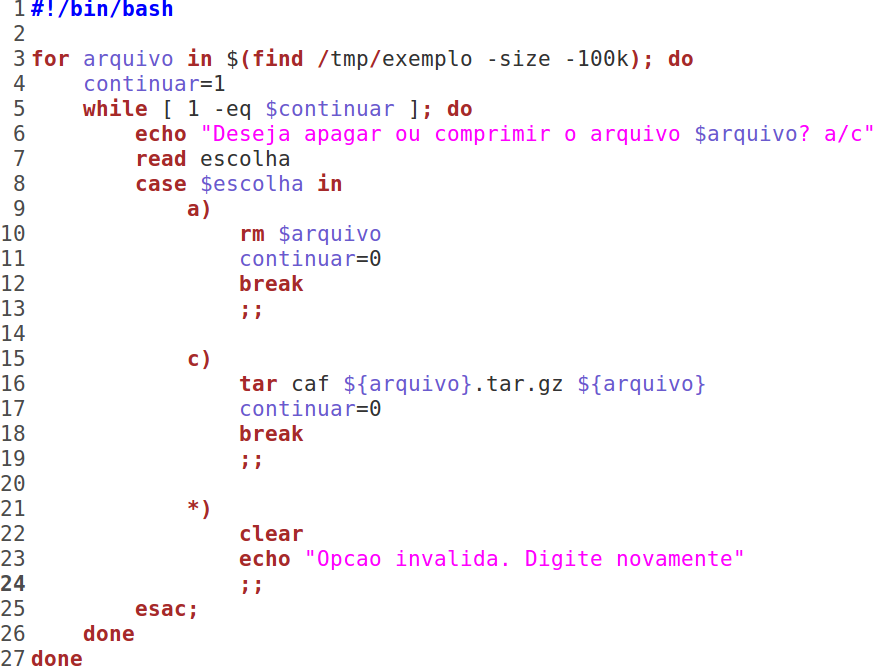 1 #!/bin/bash
2
3 for arquivo in $(find /tmp/exemplo -size -100k); do
4     continuar=1
5     while [ 1 -eq $continuar ]; do
6         echo "Deseja apagar ou comprimir o arquivo $arquivo? a/c"
7         read escolha
8         case $escolha in
9             a)
10                 rm $arquivo
11                 continuar=0
12                 break
13                 ;;
14
15             c)
16                 tar caf ${arquivo}.tar.gz ${arquivo}
17                 continuar=0
18                 break
19                 ;;
20
21             *)
22                 clear
23                 echo "Opcao invalida. Digite novamente"
24                 ;;
25         esac;
26     done
27 done